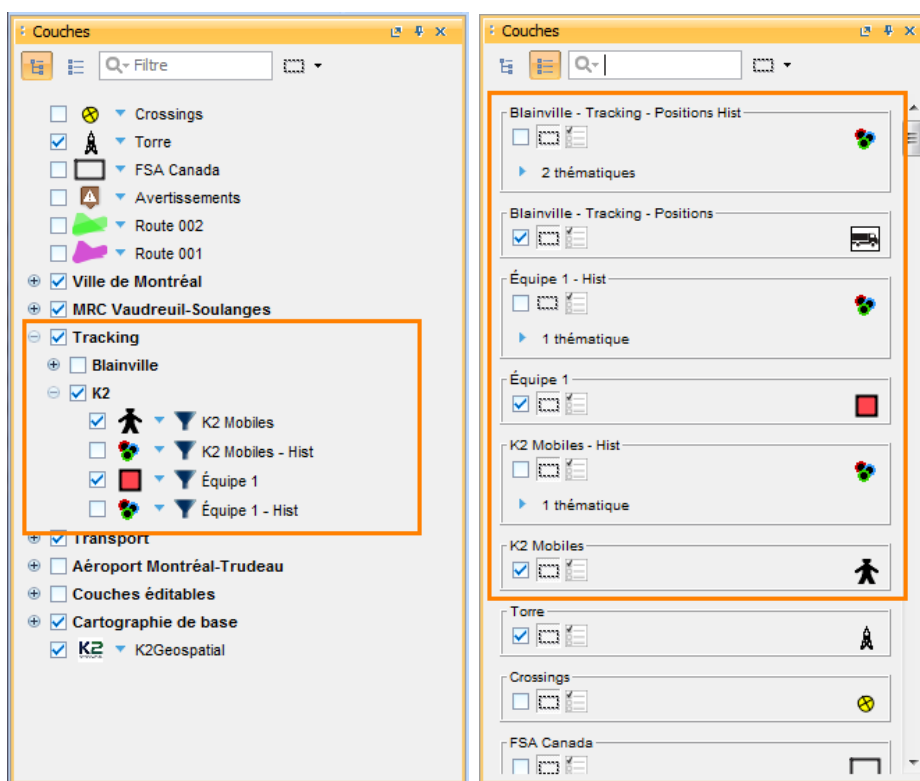 Couches
Filtre
Crossings
Torre
FSA Canada
Avertissements
Route 002
Route 001
Ville de Montréal
MRC Vaudreuil-Soulanges
Tracking
Blainville
K2
K2 Mobiles
K2 Mobiles - Hist
Équipe 1
Équipe 1 - Hist
Transport
Aéroport Montréal-Trudeau
Couches éditables
Cartographie de base
K2 K2Geospatial
Couches
Blainville - Tracking - Positions Hist
2 thématiques
Blainville - Tracking - Positions
Équipe 1 - Hist
1 thématique
Équipe 1
K2 Mobiles - Hist
1 thématique
K2 Mobiles
Torre
Crossings
FSA Canada